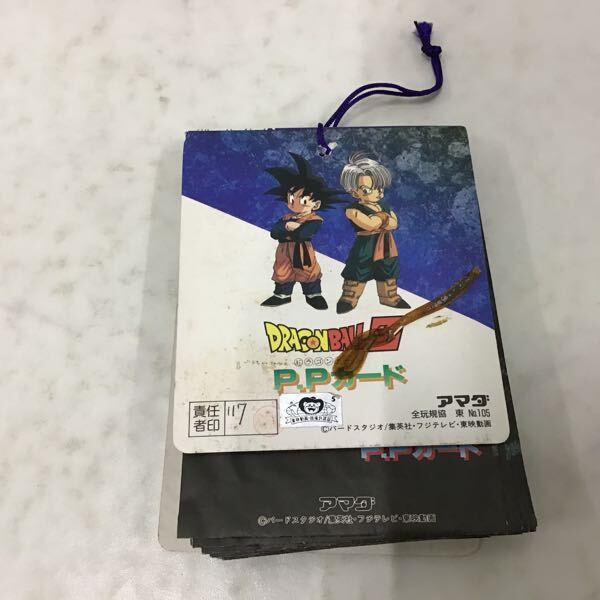 DRAGONBALL Z
P.Pカード
アマダ
全玩規協 東 No.105
©バードスタジオ/集英社・フジテレビ・東映動画
責任者印
117
S
P.Pカード
アマダ
©バードスタジオ/集英社・フジテレビ・東映動画